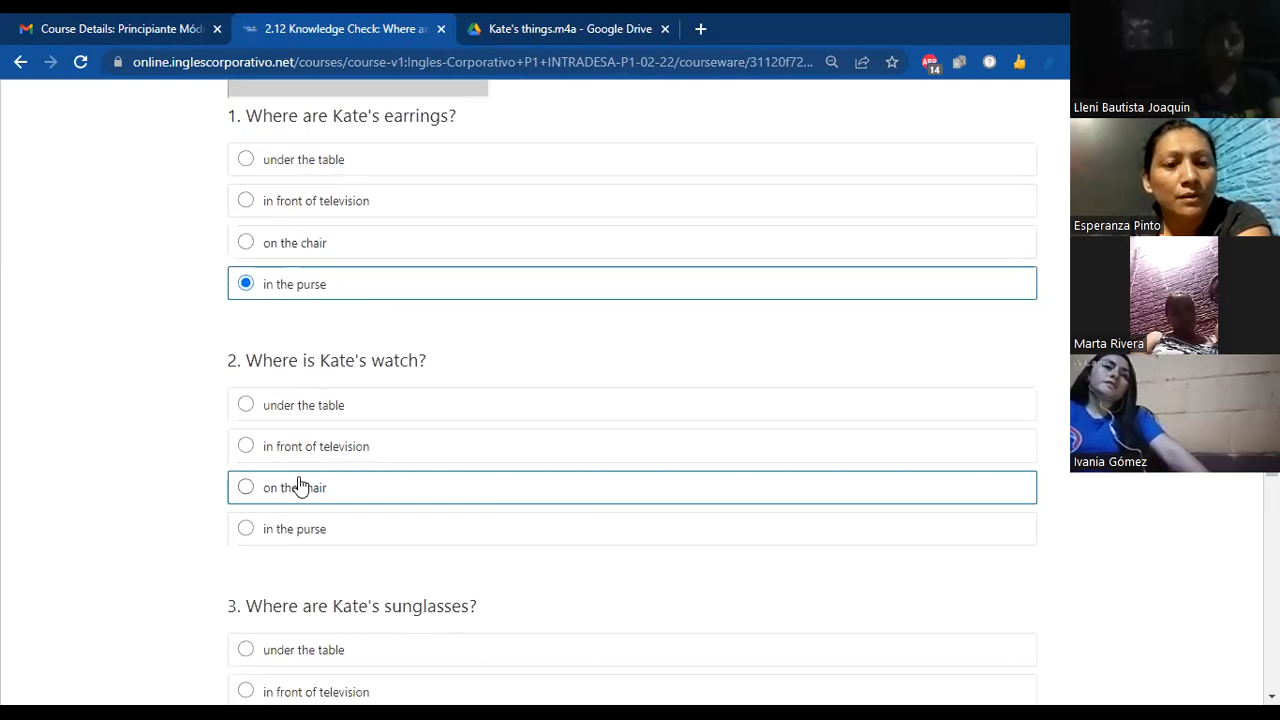 Course Details: Principiante Mód
2.12 Knowledge Check: Where ar
Kate's things.m4a - Google Drive
online.inglescorporativo.net/courses/course-v1:Ingles-Corporativo+P1+INTRADESA-P1-02-22/courseware/31120f72...
14
1. Where are Kate's earrings?
under the table
in front of television
on the chair
in the purse
2. Where is Kate's watch?
under the table
in front of television
on the chair
in the purse
3. Where are Kate's sunglasses?
under the table
in front of television
Lleni Bautista Joaquin
Esperanza Pinto
Marta Rivera
Ivania Gómez